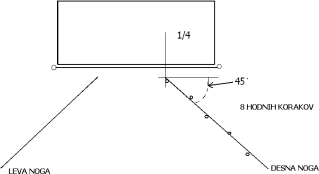 1/4
45°
8 HODNIH KORAKOV
LEVA NOGA
DESNA NOGA